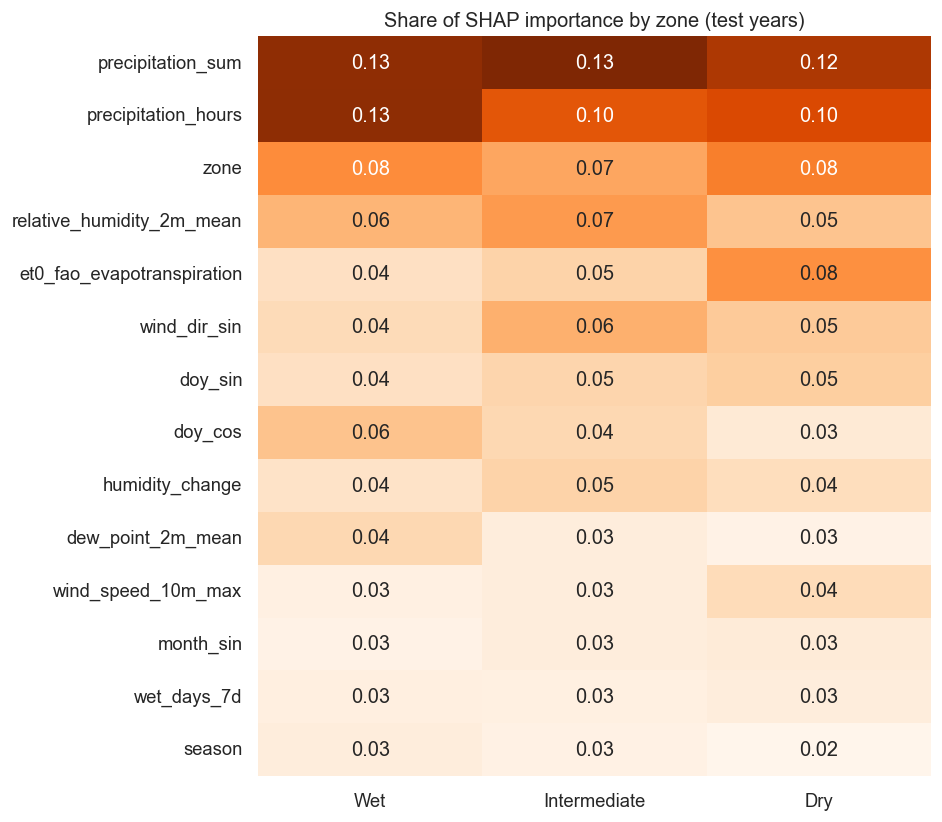 Share of SHAP importance by zone (test years)
precipitation_sum 0.13 0.13 0.12
precipitation_hours 0.13 0.10 0.10
zone 0.08 0.07 0.08
relative_humidity_2m_mean 0.06 0.07 0.05
et0_fao_evapotranspiration 0.04 0.05 0.08
wind_dir_sin 0.04 0.06 0.05
doy_sin 0.04 0.05 0.05
doy_cos 0.06 0.04 0.03
humidity_change 0.04 0.05 0.04
dew_point_2m_mean 0.04 0.03 0.03
wind_speed_10m_max 0.03 0.03 0.04
month_sin 0.03 0.03 0.03
wet_days_7d 0.03 0.03 0.03
season 0.03 0.03 0.02
Wet Intermediate Dry